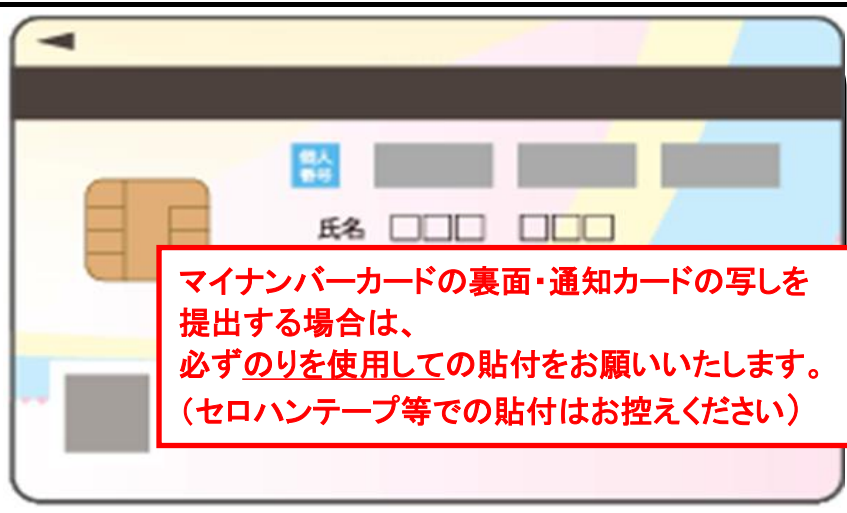 個人
番号
氏名 □□□ □□□
マイナンバーカードの裏面・通知カードの写しを
提出する場合は、
必ずのりを使用しての貼付をお願いいたします。
（セロハンテープ等での貼付はお控えください）